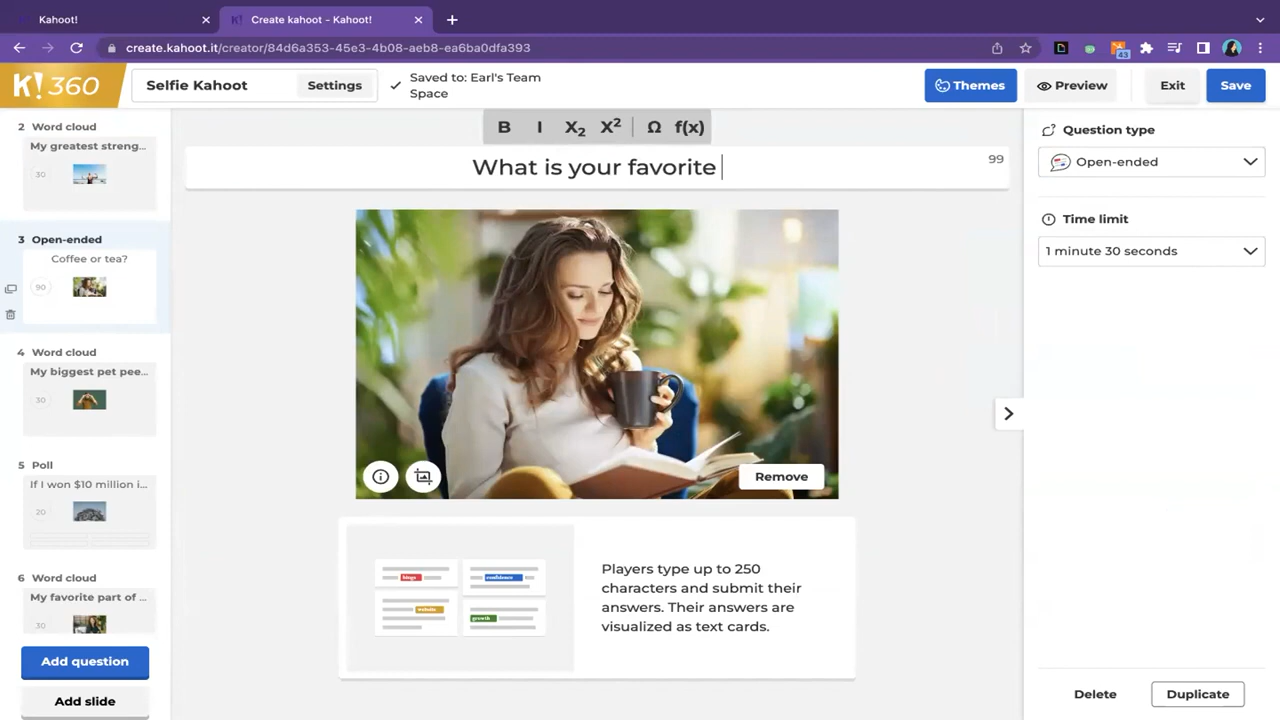 Kahoot!
Create kahoot - Kahoot!
create.kahoot.it/creator/84d6a353-45e3-4b08-aeb8-ea6ba0dfa393
43
K!360
Selfie Kahoot
Settings
Saved to: Earl's Team
Space
Themes
Preview
Exit
Save
B I X2 X2 Ω f(x)
What is your favorite
99
2 Word cloud
My greatest streng...
30
3 Open-ended
Coffee or tea?
90
4 Word cloud
My biggest pet pee...
30
5 Poll
If I won $10 million i...
20
6 Word cloud
My favorite part of ...
30
Add question
Add slide
Remove
bingo
confidence
website
growth
Players type up to 250
characters and submit their
answers. Their answers are
visualized as text cards.
Question type
Open-ended
Time limit
1 minute 30 seconds
Delete
Duplicate